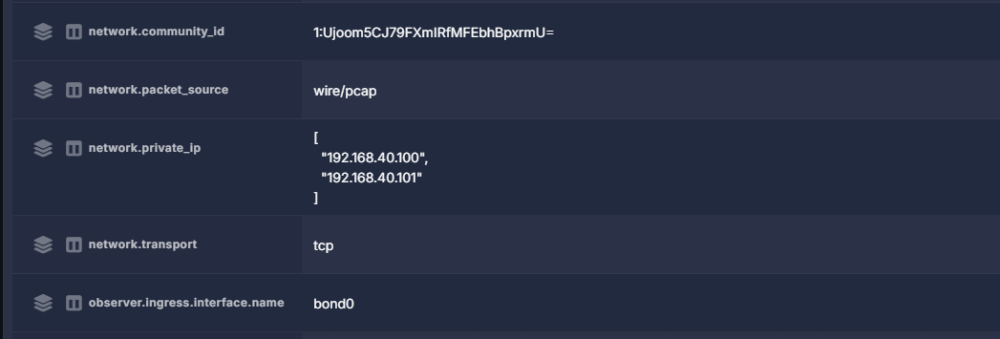 network.community_id
1:Ujoom5CJ79FXmIRfMFEbhBpxrmU=
network.packet_source
wire/pcap
network.private_ip
[
"192.168.40.100",
"192.168.40.101"
]
network.transport
tcp
observer.ingress.interface.name
bond0